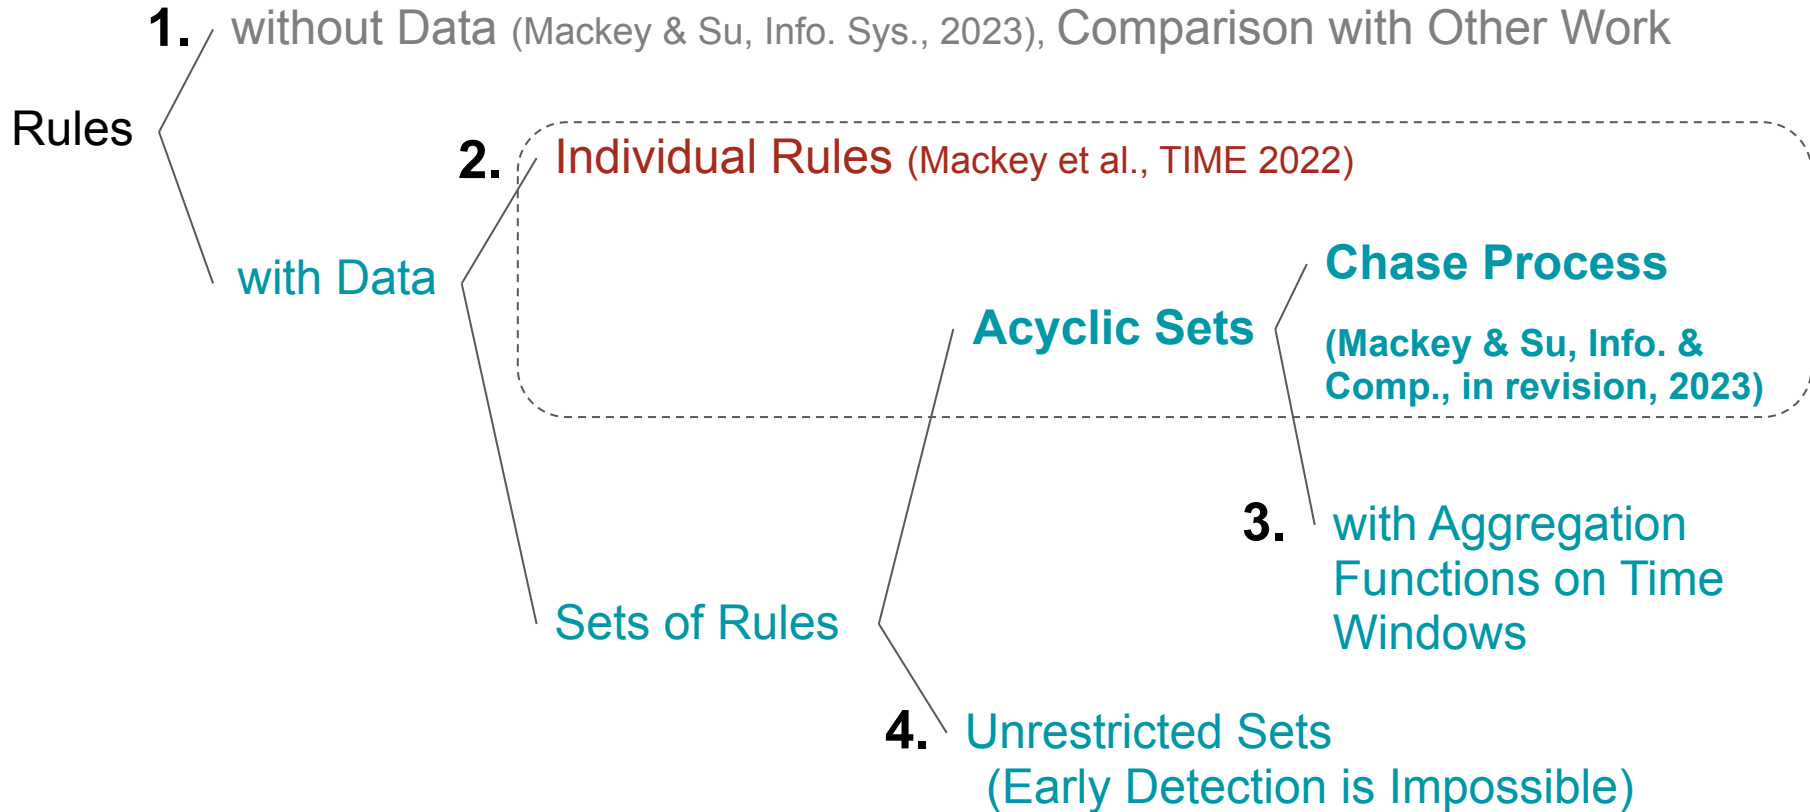 1. without Data (Mackey & Su, Info. Sys., 2023), Comparison with Other Work
Rules
2. Individual Rules (Mackey et al., TIME 2022)
with Data
Chase Process
Acyclic Sets
(Mackey & Su, Info. &
Comp., in revision, 2023)
3. with Aggregation
Functions on Time
Windows
Sets of Rules
4. Unrestricted Sets
(Early Detection is Impossible)